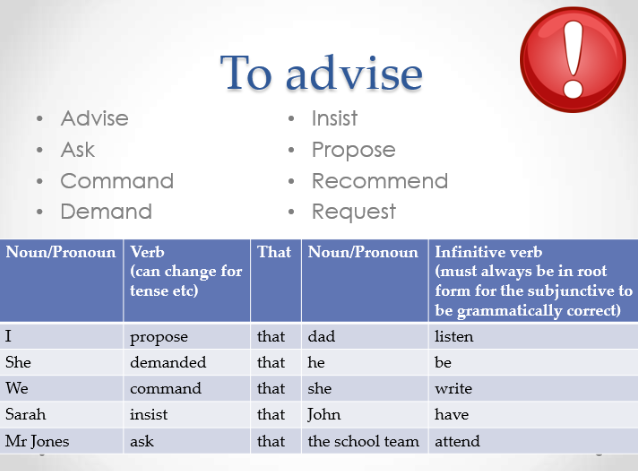 To advise
• Advise
• Ask
• Command
• Demand
• Insist
• Propose
• Recommend
• Request
Noun/Pronoun Verb (can change for tense etc) That Noun/Pronoun Infinitive verb (must always be in root form for the subjunctive to be grammatically correct)
I propose that dad listen
She demanded that he be
We command that she write
Sarah insist that John have
Mr Jones ask that the school team attend